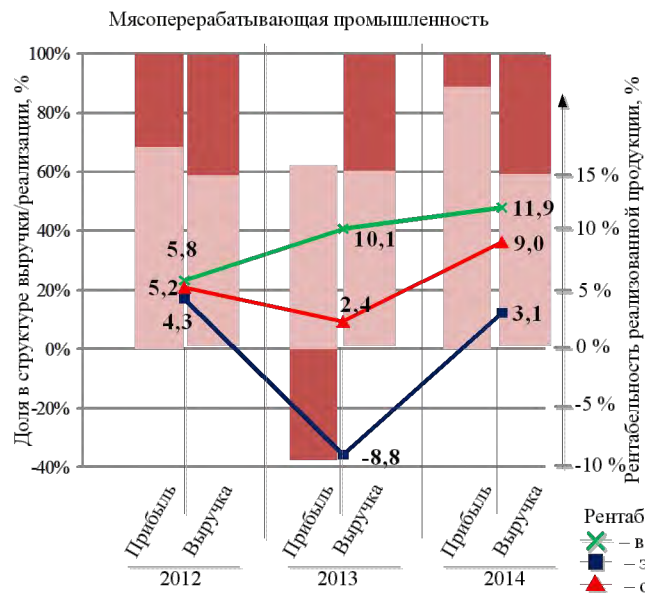 Мясоперерабатывающая промышленность
Доля в структуре выручки/реализации, %
100%
80%
60%
40%
20%
0%
-20%
-40%
5,8
5,2
4,3
10,1
2,4
-8,8
11,9
9,0
3,1
15 %
10 %
5 %
0 %
-5 %
-10 %
Рентабельность реализованной продукции, %
Прибыль
Выручка
Прибыль
Выручка
Прибыль
Выручка
2012
2013
2014
Рентаб
– в
– э
– о